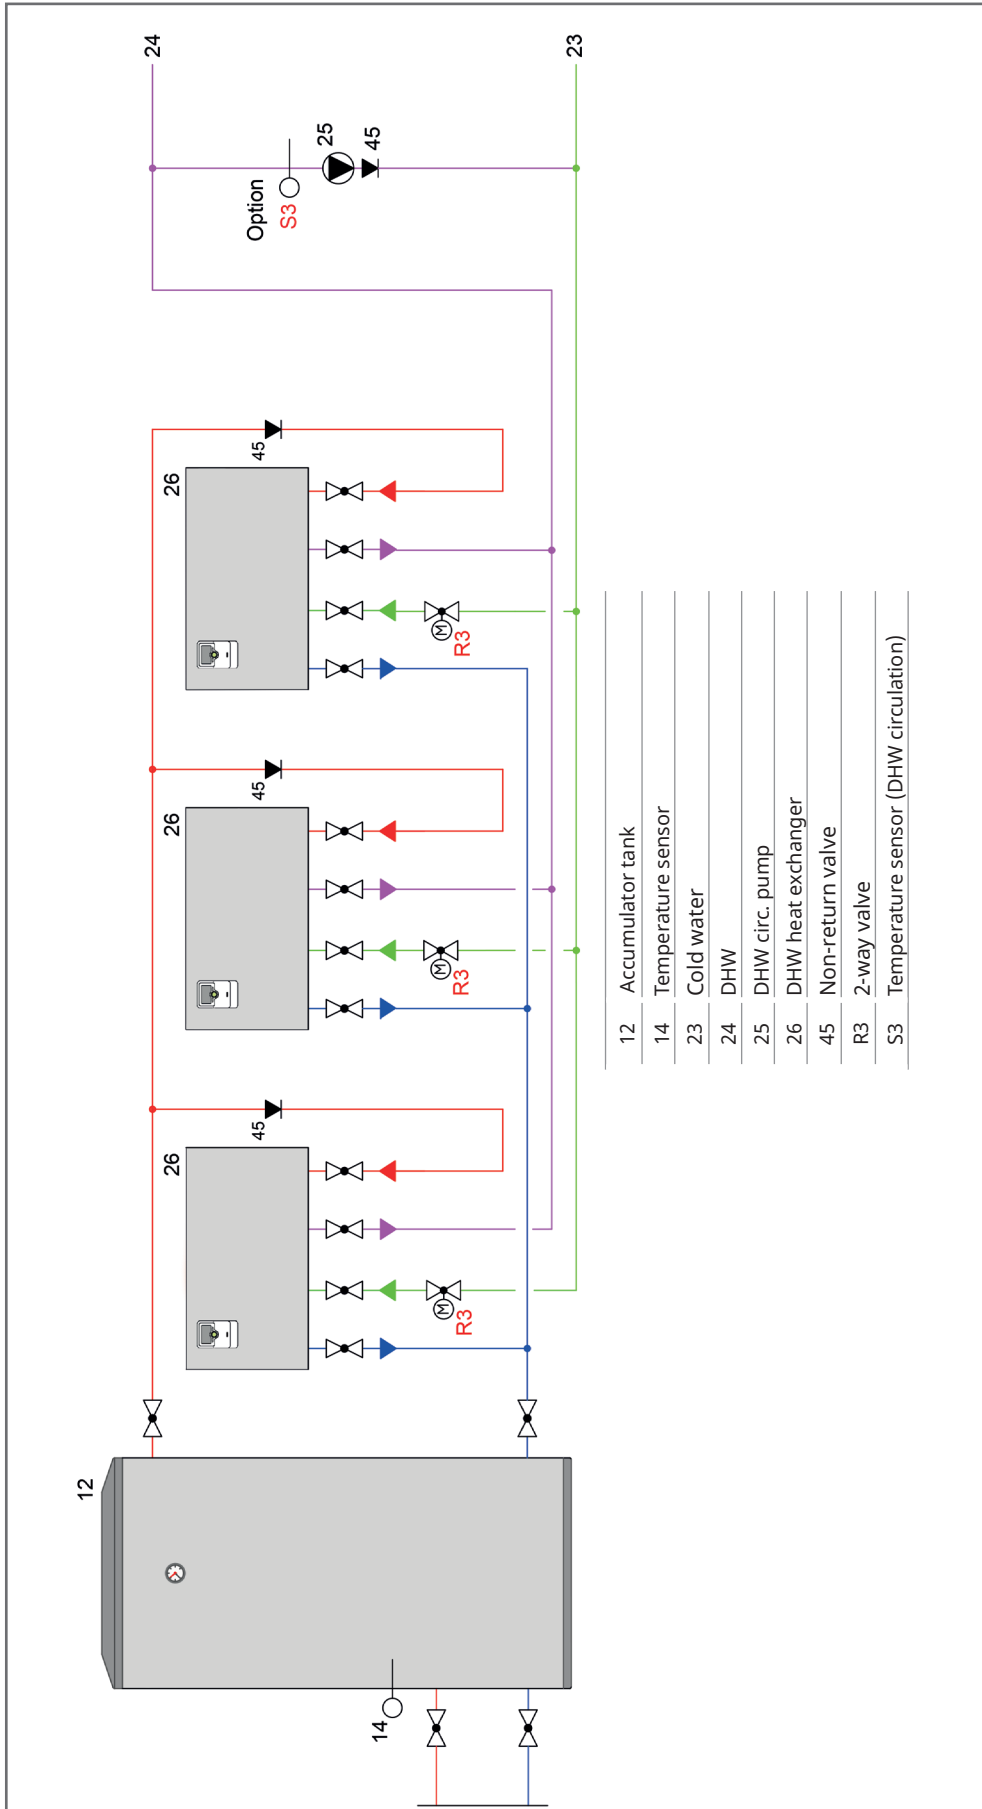 12
14
26
45
R3
26
45
R3
26
45
R3
Option
S3
25
45
24
23
12 Accumulator tank
14 Temperature sensor
23 Cold water
24 DHW
25 DHW circ. pump
26 DHW heat exchanger
45 Non-return valve
R3 2-way valve
S3 Temperature sensor (DHW circulation)
M
M
M